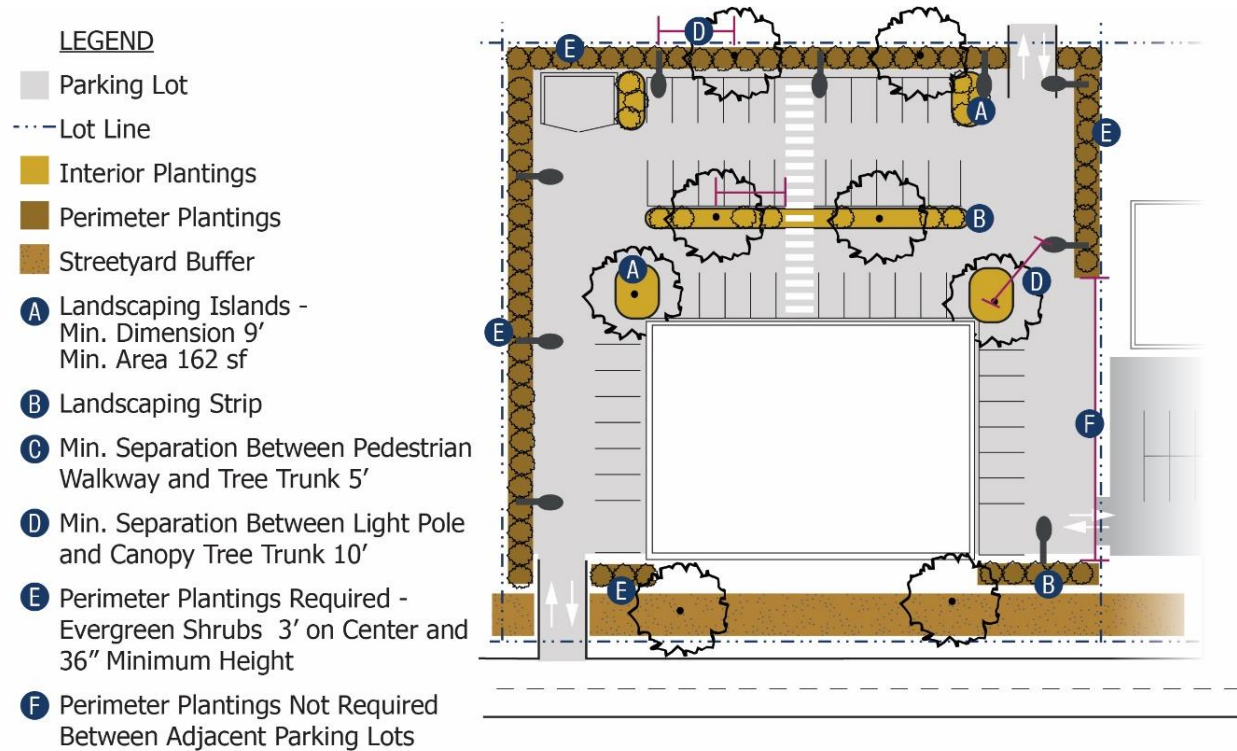 LEGEND
Parking Lot
Lot Line
Interior Plantings
Perimeter Plantings
Streetyard Buffer
A Landscaping Islands -
Min. Dimension 9′
Min. Area 162 sf
B Landscaping Strip
C Min. Separation Between Pedestrian
Walkway and Tree Trunk 5′
D Min. Separation Between Light Pole
and Canopy Tree Trunk 10′
E Perimeter Plantings Required -
Evergreen Shrubs 3′ on Center and
36″ Minimum Height
F Perimeter Plantings Not Required
Between Adjacent Parking Lots
D
E
A
E
B
A
D
E
F
E
B